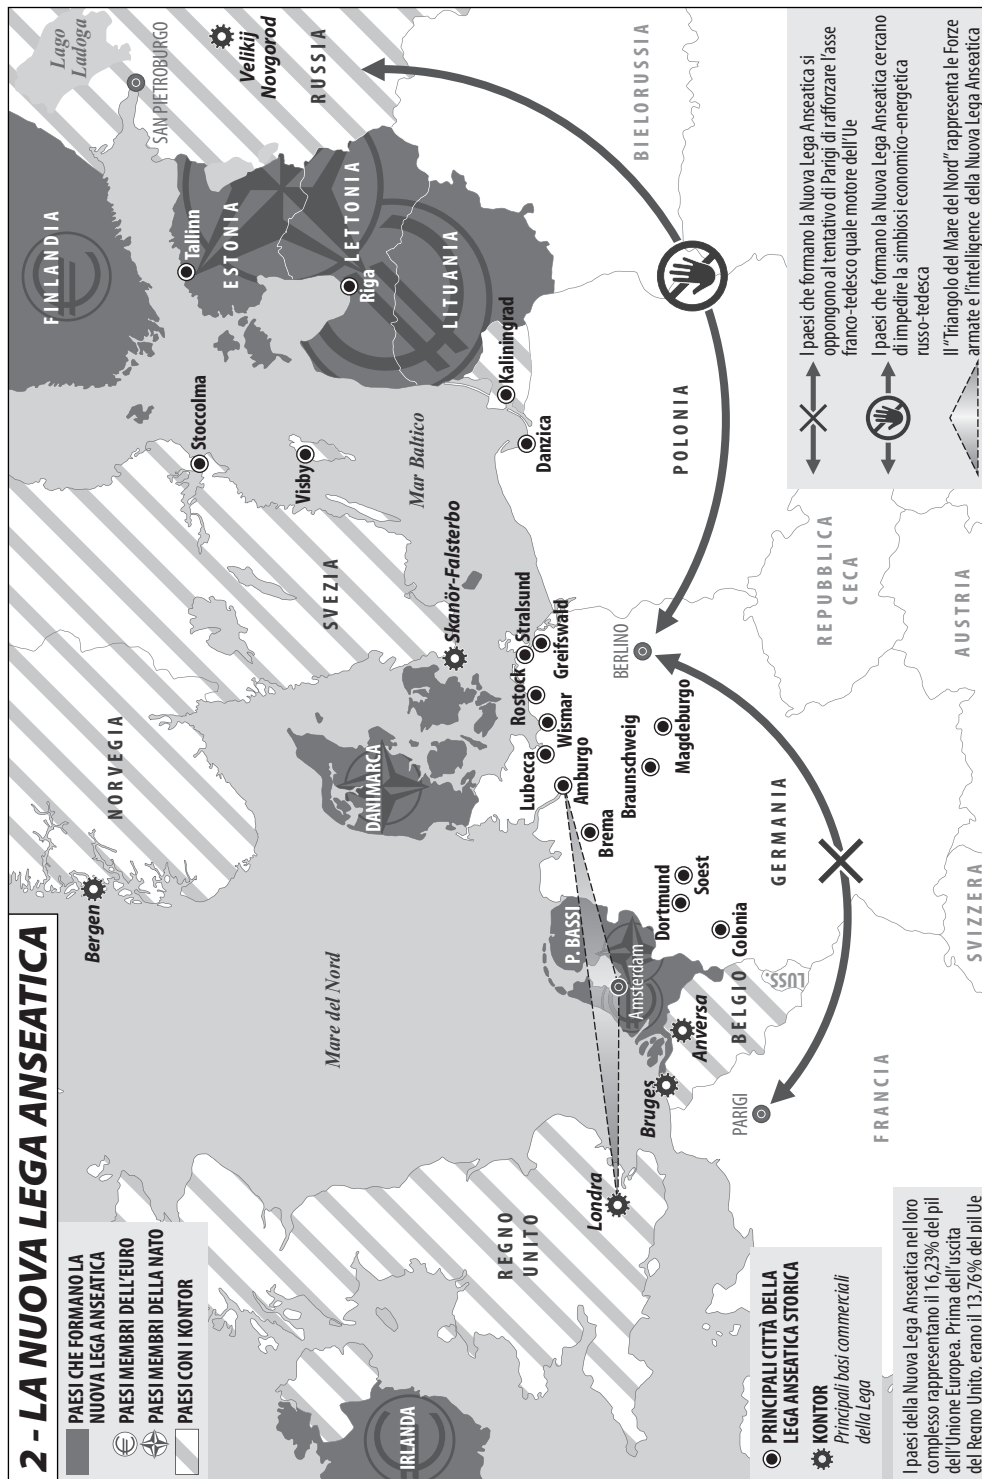 2 - LA NUOVA LEGA ANSEATICA
PAESI CHE FORMANO LA
NUOVA LEGA ANSEATICA
PAESI MEMBRI DELL'EURO
PAESI MEMBRI DELLA NATO
PAESI CON I KONTOR
Bergen
NORVEGIA
SVEZIA
Stoccolma
Visby
FINLANDIA
Lago
Ladoga
SAN PIETROBURGO
Velikij
Novgorod
RUSSIA
Tallinn
ESTONIA
Riga
LETTONIA
LITUANIA
Kaliningrad
Danzica
Mar Baltico
Skanör-Falsterbo
DANIMARCA
Mare del Nord
IRLANDA
REGNO
UNITO
Londra
Bruges
Anversa
BELGIO
LUSS.
P. BASSI
Amsterdam
Lubecca
Amburgo
Wismar
Rostock
Stralsund
Greifswald
Brema
Braunschweig
Magdeburgo
BERLINO
Dortmund
Soest
Colonia
GERMANIA
POLONIA
BIELORUSSIA
REPUBBLICA
CECA
AUSTRIA
SVIZZERA
FRANCIA
PARIGI
PRINCIPALI CITTÀ DELLA
LEGA ANSEATICA STORICA
KONTOR
Principali basi commerciali
della Lega
I paesi della Nuova Lega Anseatica nel loro
complesso rappresentano il 16,23% del pil
dell'Unione Europea. Prima dell'uscita
del Regno Unito, erano il 13,76% del pil Ue
I paesi che formano la Nuova Lega Anseatica si
oppongono al tentativo di Parigi di rafforzare l'asse
franco-tedesco quale motore dell'Ue
I paesi che formano la Nuova Lega Anseatica cercano
di impedire la simbiosi economico-energetica
russo-tedesca
Il "Triangolo del Mare del Nord" rappresenta le Forze
armate e l'intelligence della Nuova Lega Anseatica